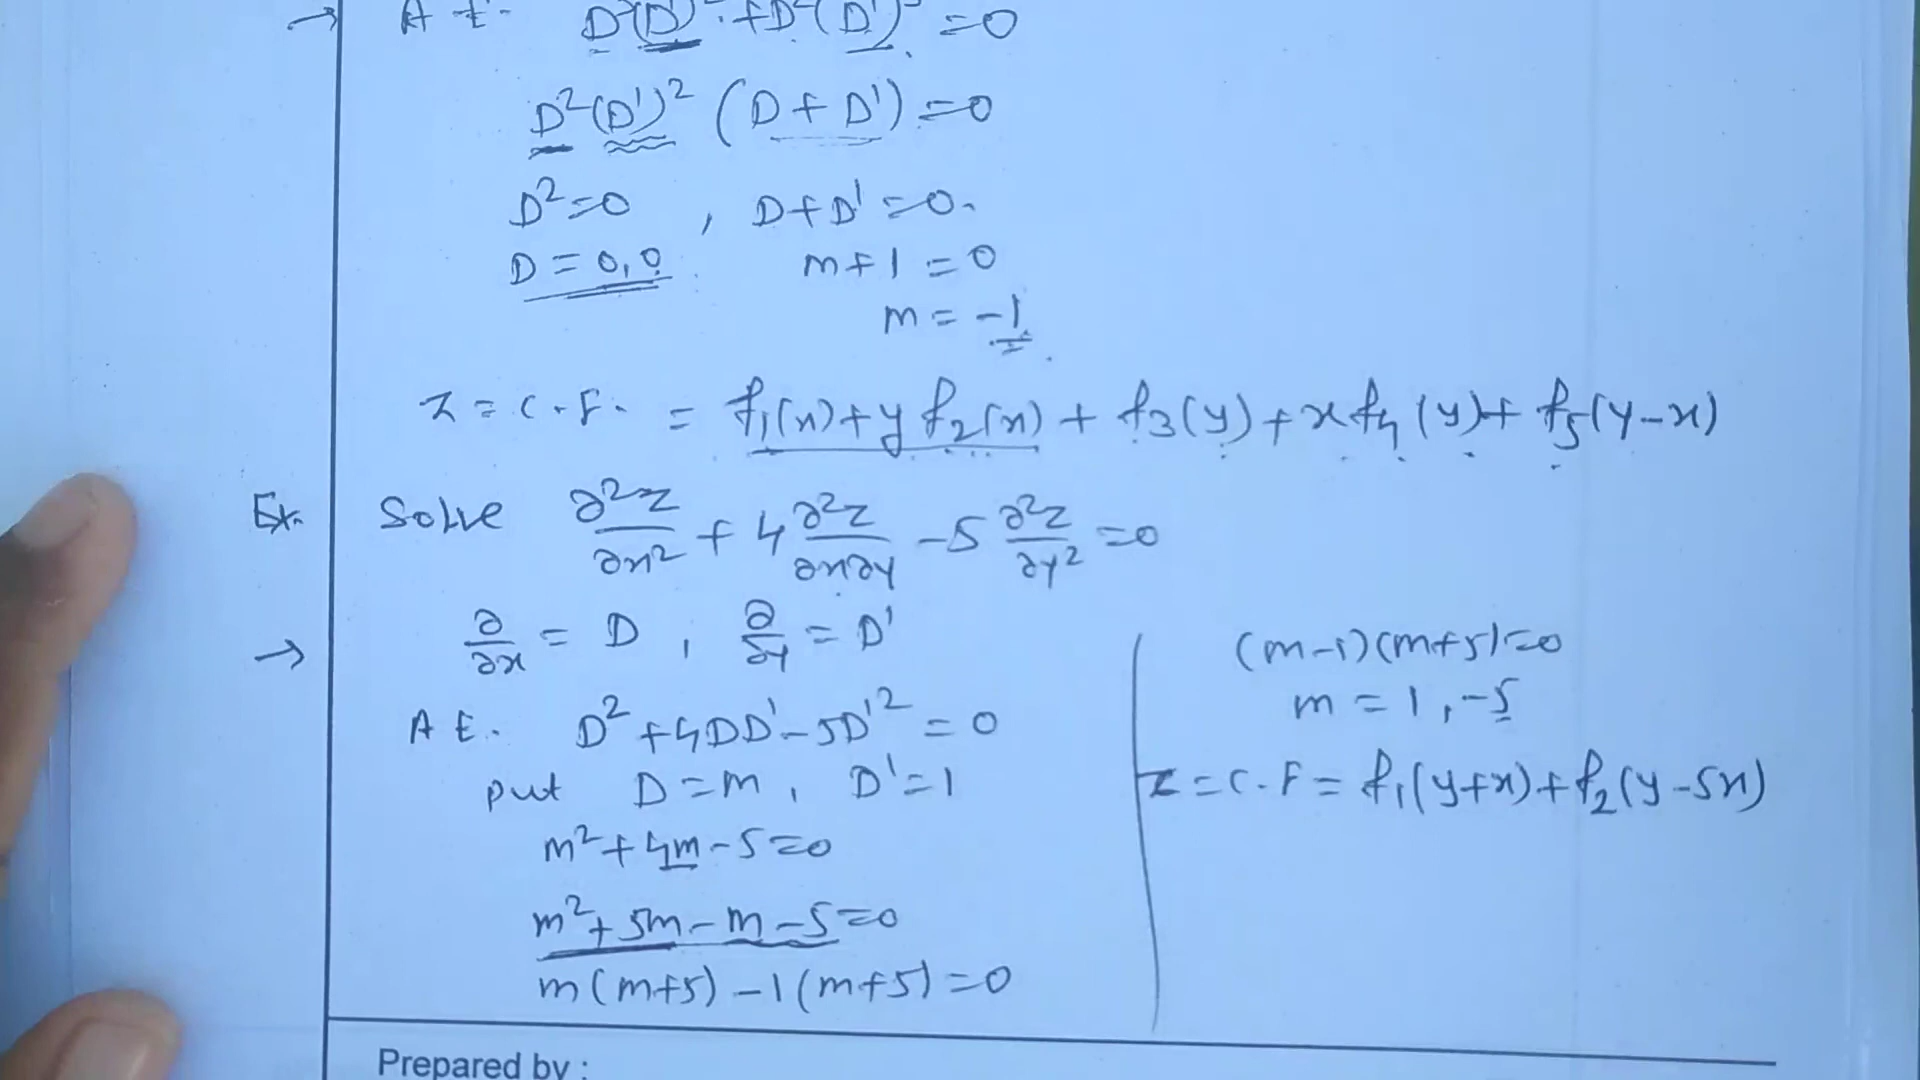 → A E. D³(D')² + D²(D')³ = 0
D²(D')² (D + D') = 0
D² = 0 , D + D' = 0.
D = 0, 0 m + 1 = 0
m = -1
z = C.F. = f₁(x) + y f₂(x) + f₃(y) + x f₄(y) + f₅(y-x)
Ex. Solve ∂²z/∂x² + 4 ∂²z/∂x∂y - 5 ∂²z/∂y² = 0
→ ∂/∂x = D , ∂/∂y = D'
A E. D² + 4DD' - 5D'² = 0
put D = m , D' = 1
m² + 4m - 5 = 0
m² + 5m - m - 5 = 0
m(m+5) - 1(m+5) = 0
(m-1)(m+5) = 0
m = 1, -5
z = C.F = f₁(y+x) + f₂(y-5x)
Prepared by :